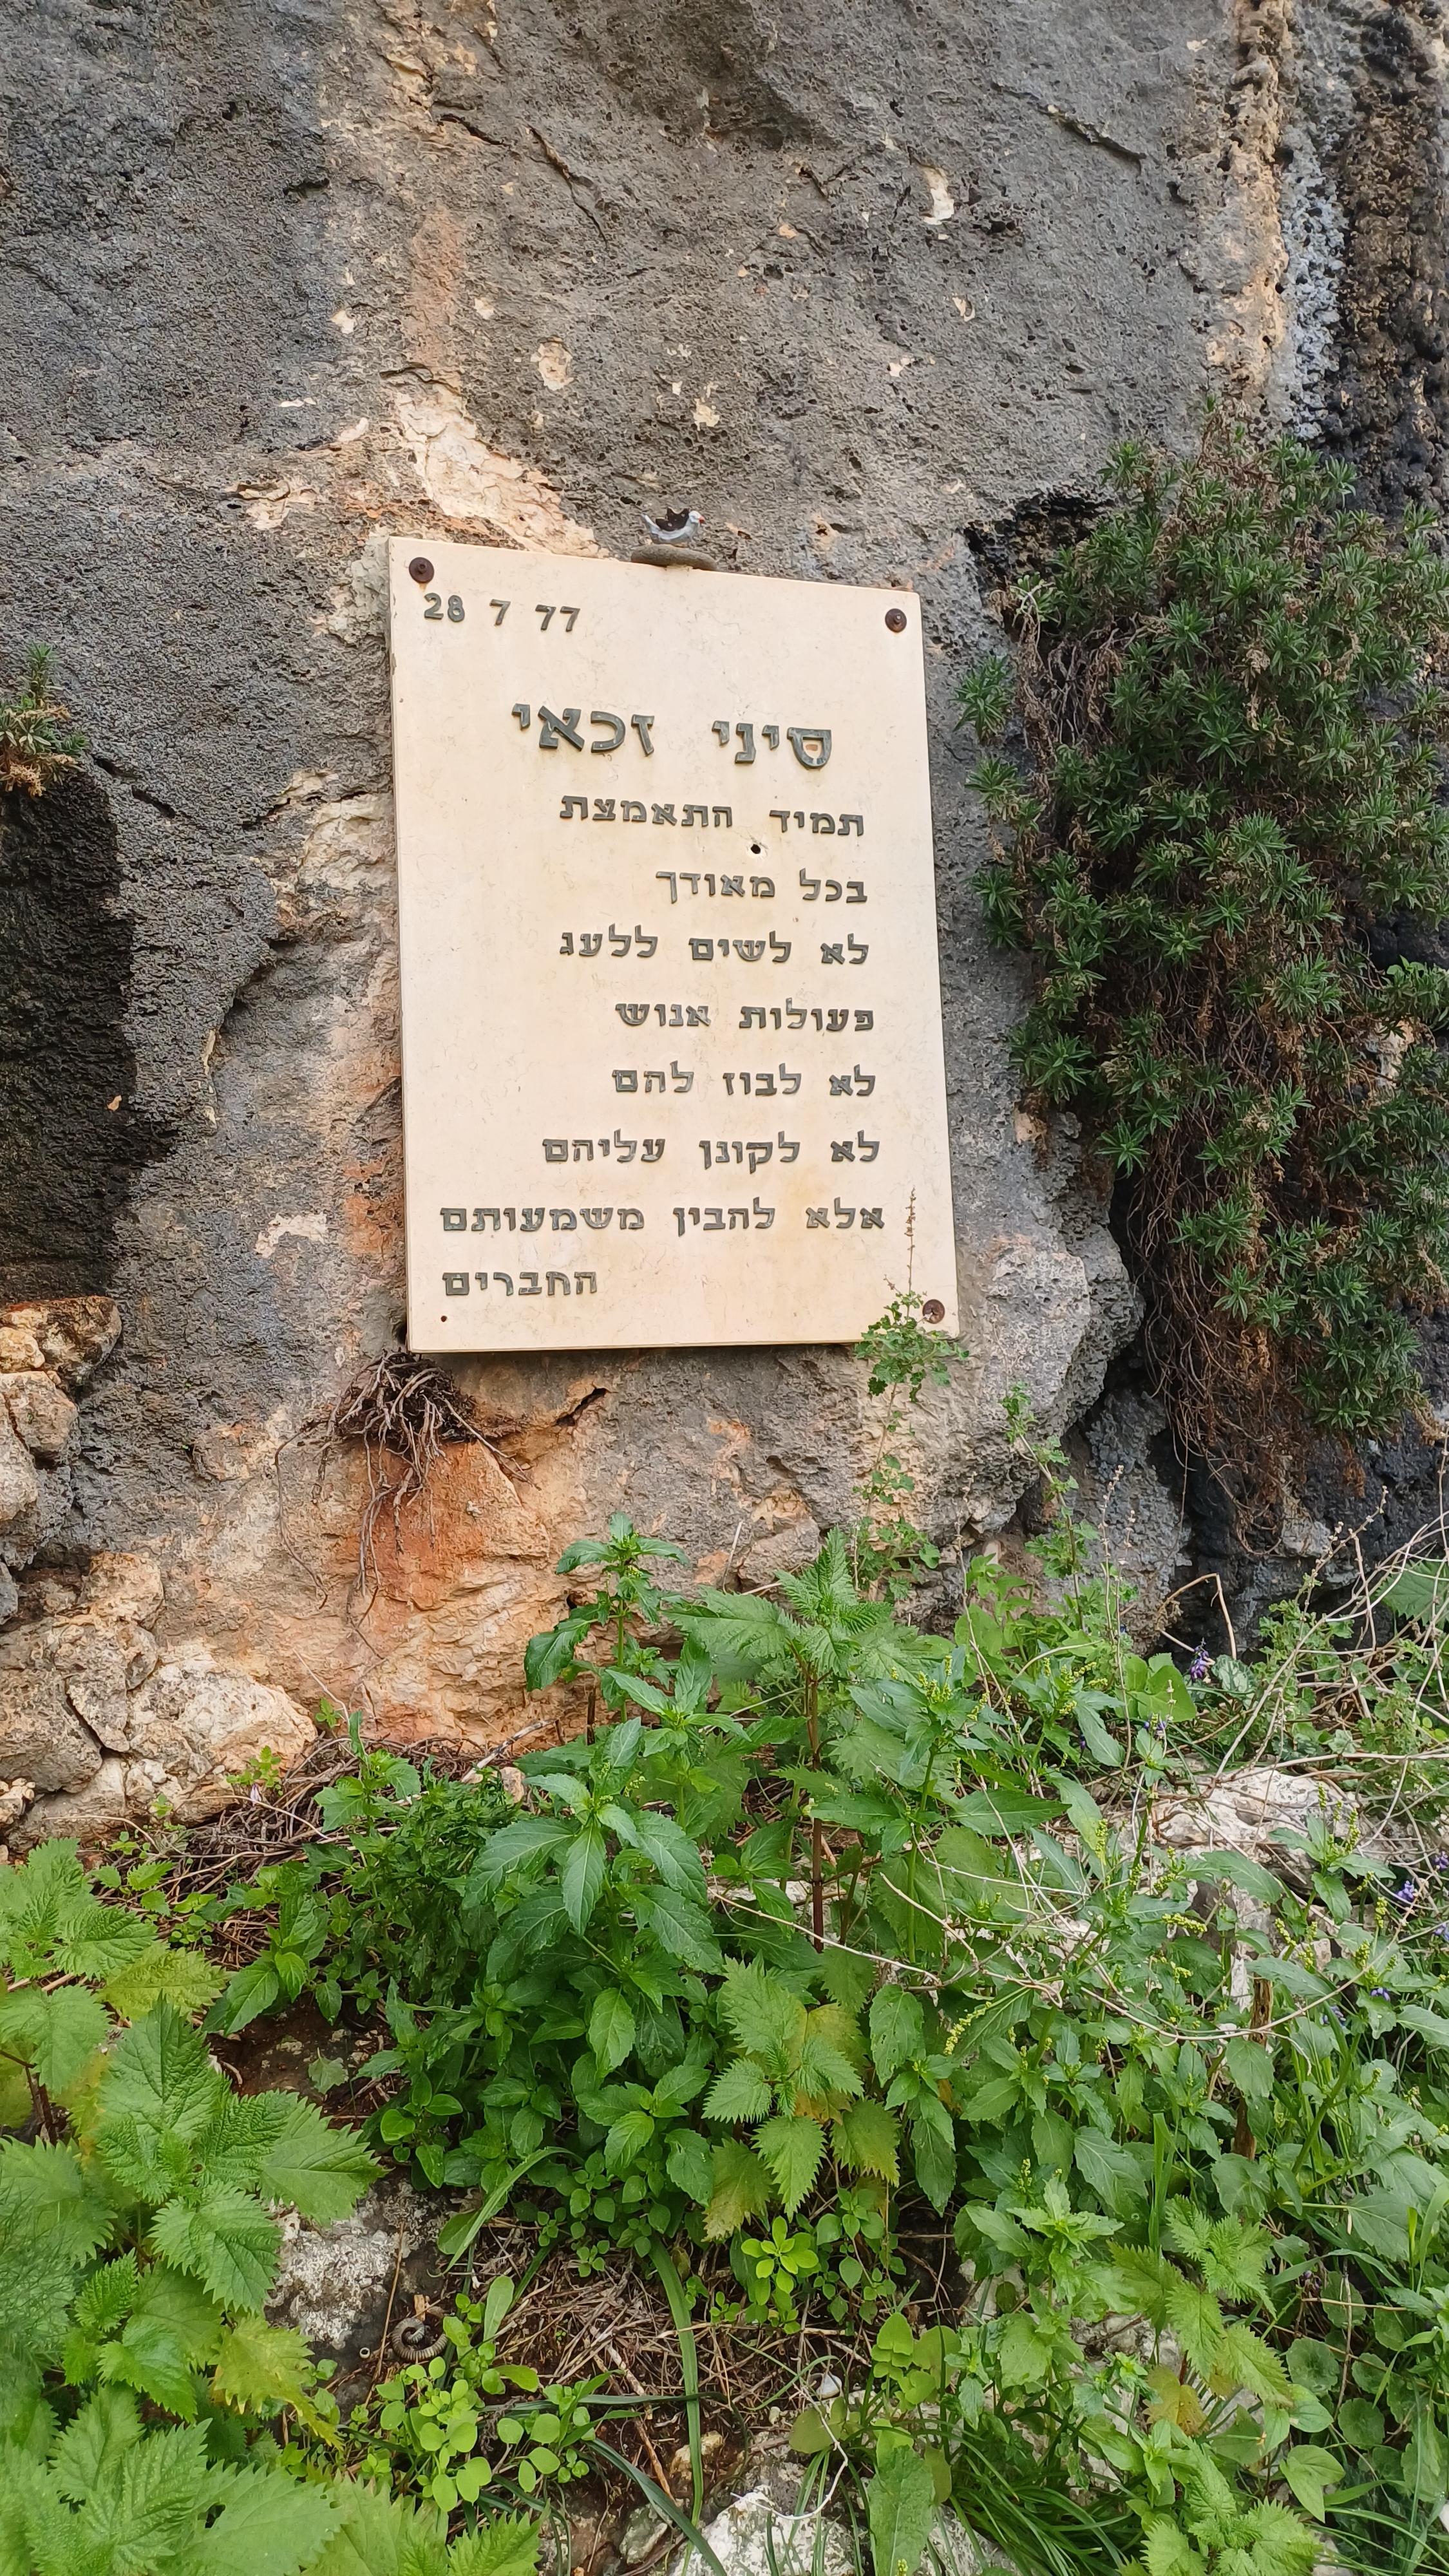 28 7 77
סיני זכאי
תמיד התאמצת
בכל מאודך
לא לשים ללעג
פעולות אנוש
לא לבוז להם
לא לקונן עליהם
אלא להבין משמעותם
החברים